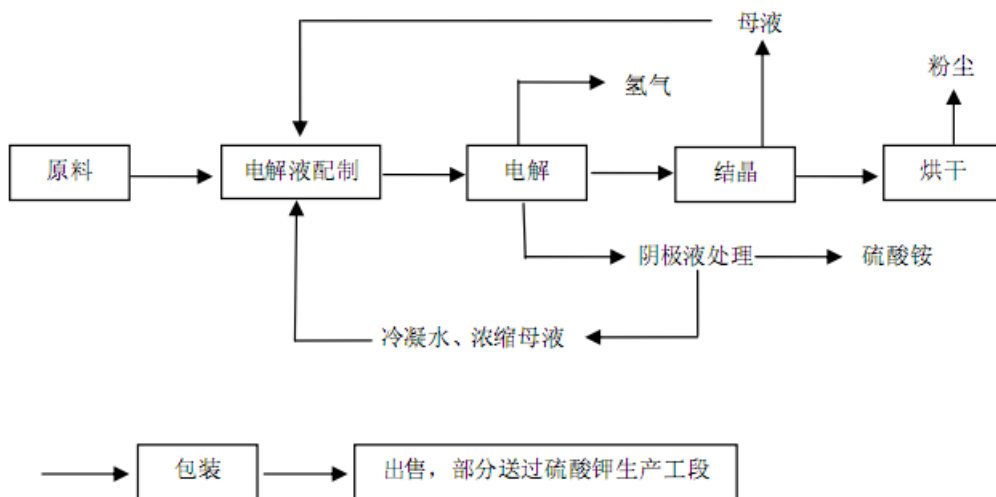 母液
氢气
粉尘
原料
电解液配制
电解
结晶
烘干
阴极液处理
硫酸铵
冷凝水、浓缩母液
包装
出售，部分送过硫酸钾生产工段